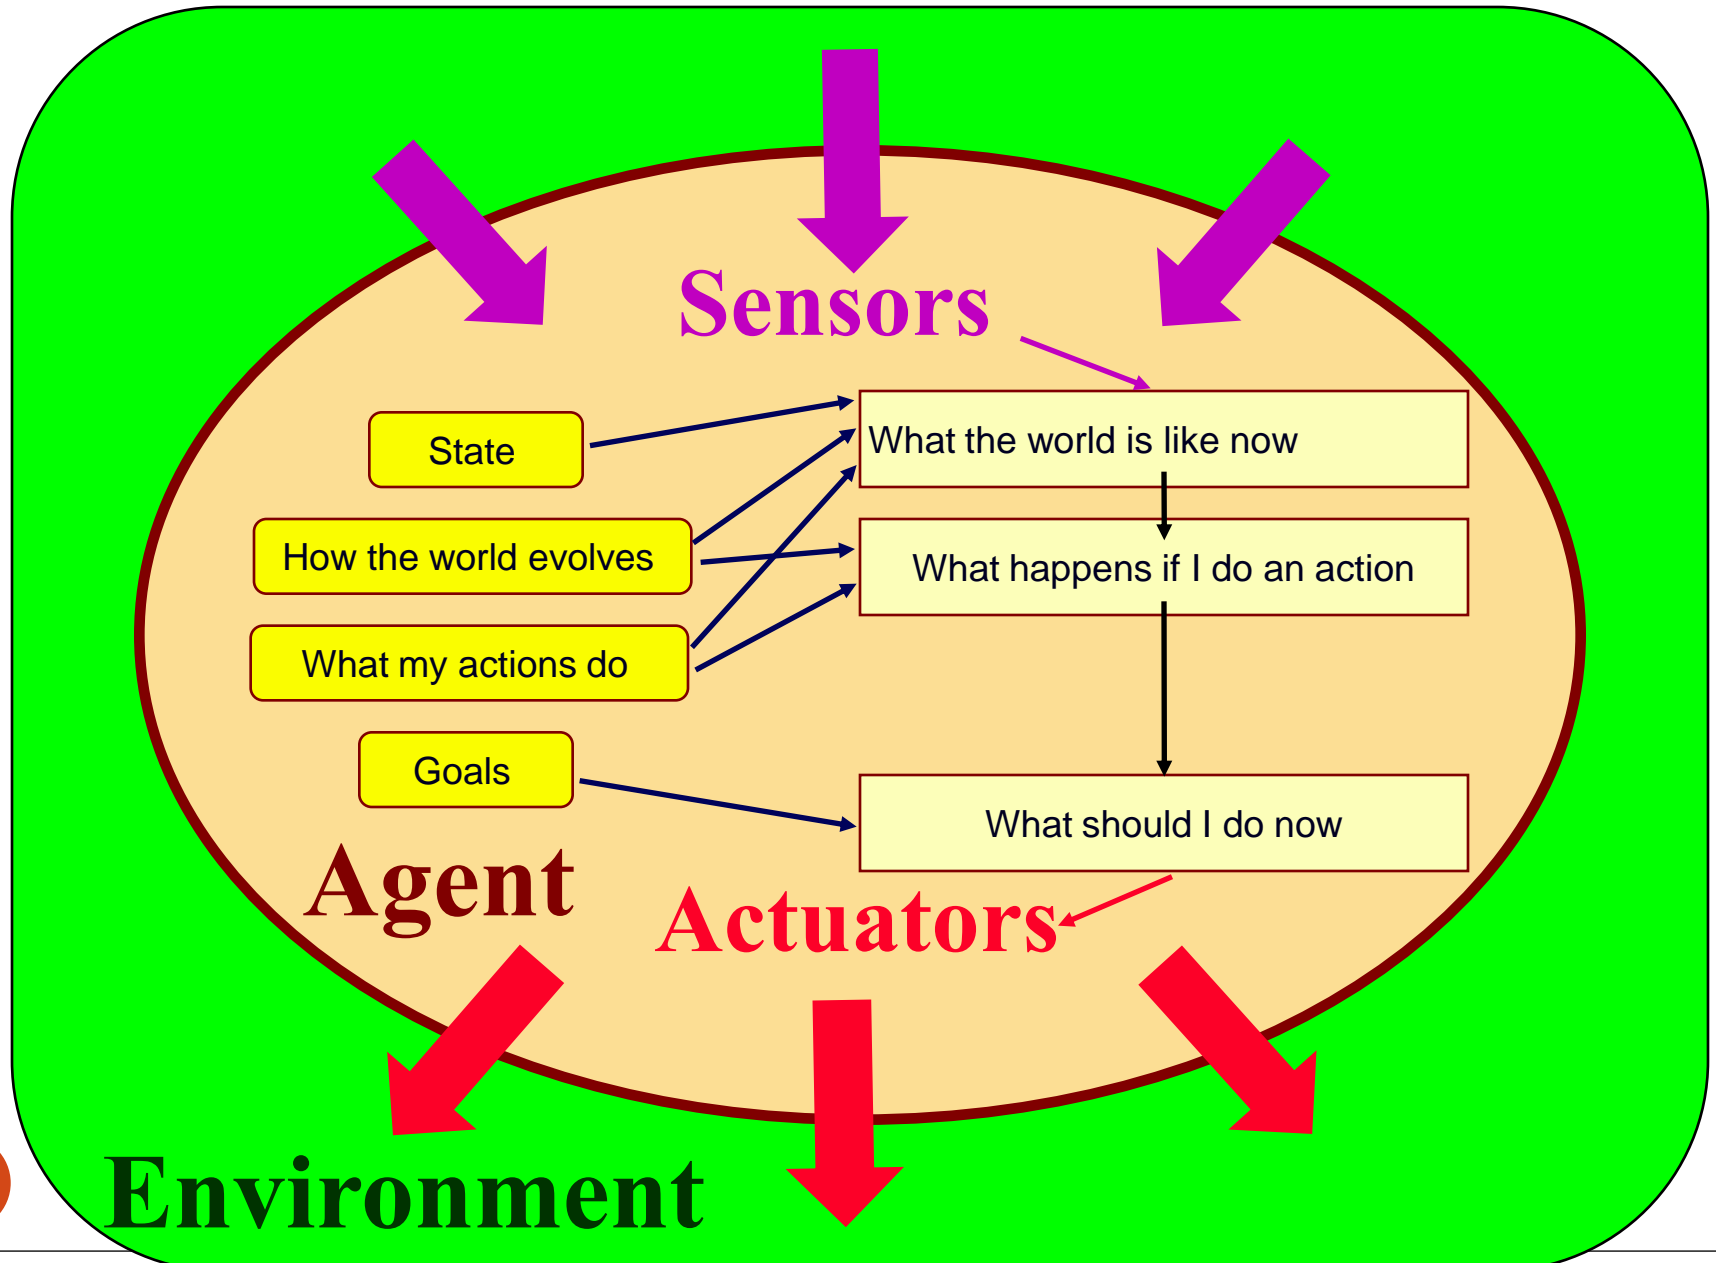 Sensors
State
What the world is like now
How the world evolves
What happens if I do an action
What my actions do
Goals
What should I do now
Agent
Actuators
Environment